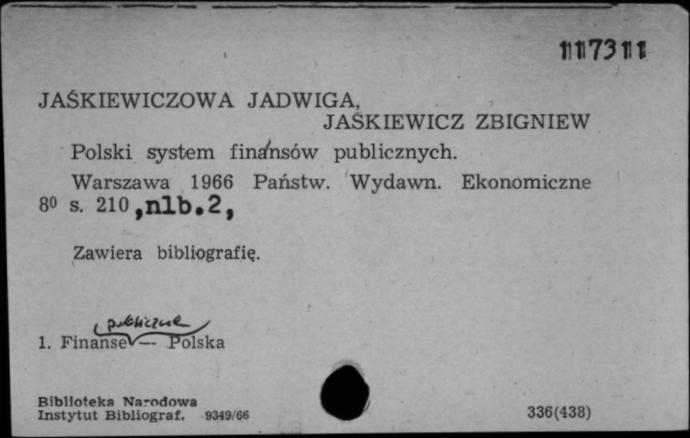 117311
JAŚKIEWICZOWA JADWIGA,
JAŚKIEWICZ ZBIGNIEW
Polski system finansów publicznych.
Warszawa 1966 Państw. Wydawn. Ekonomiczne
8⁰ s. 210 ,nlb.2,
Zawiera bibliografię.
publiczne
1. Finanse — Polska
Biblioteka Narodowa
Instytut Bibliograf. 9349/66
336(438)